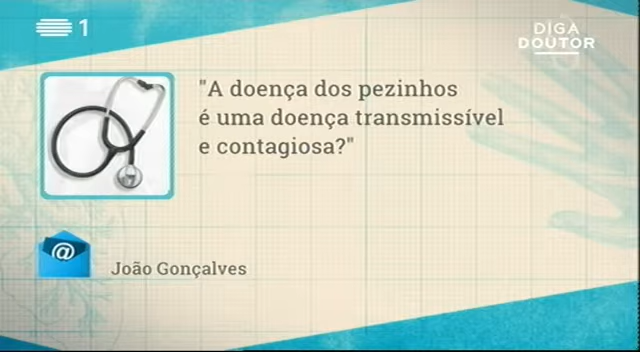 1
DIGA
DOUTOR
"A doença dos pezinhos
é uma doença transmissível
e contagiosa?"
@
João Gonçalves